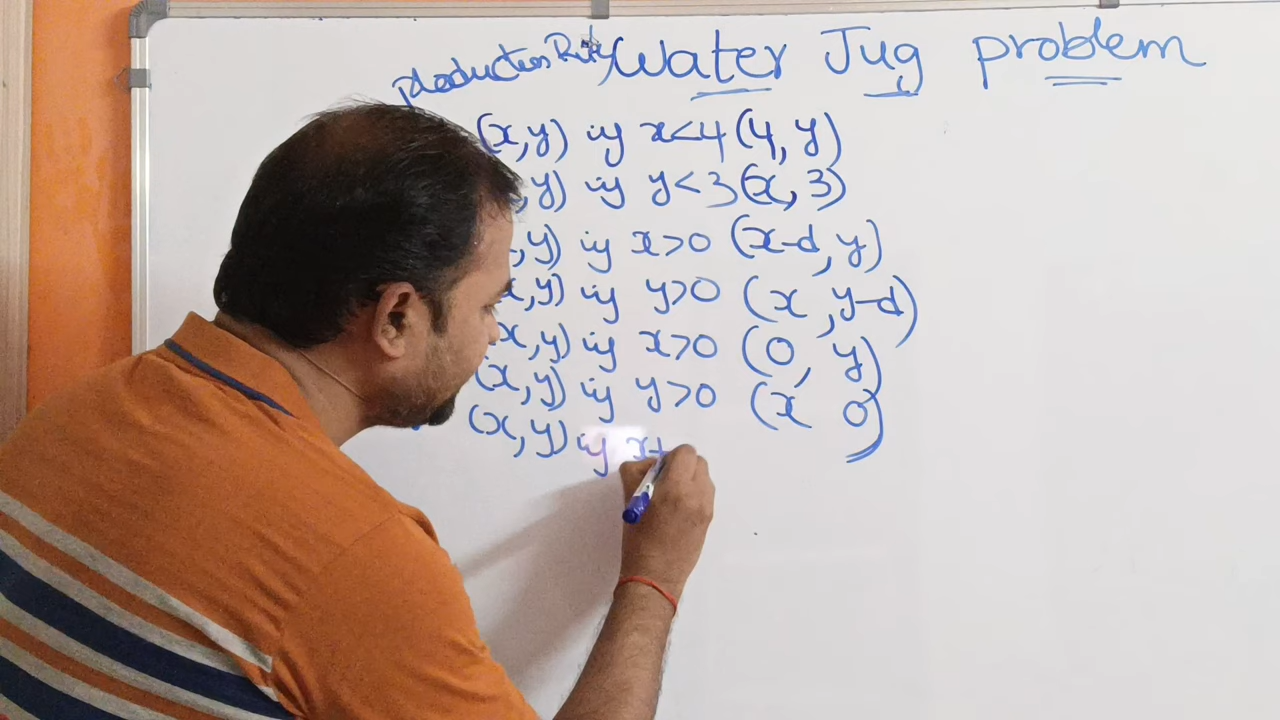 production Rules, Water Jug problem
(x,y) if x<4 (4,y)
y) if y<3 (x,3)
,y) if x>0 (x-d,y)
x,y) if y>0 (x,y-d)
x,y) if x>0 (0,y)
(x,y) if y>0 (x 0)
(x,y) if x+